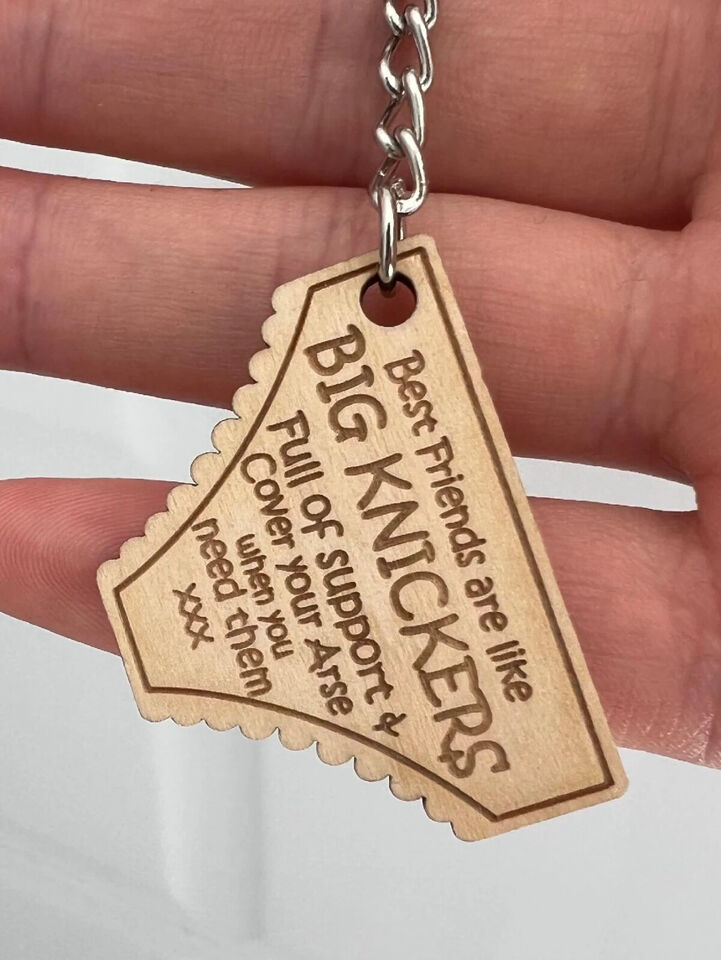 Best Friends are like
BIG KNICKERS
Full of support &
Cover your Arse
when you
need them
xxx